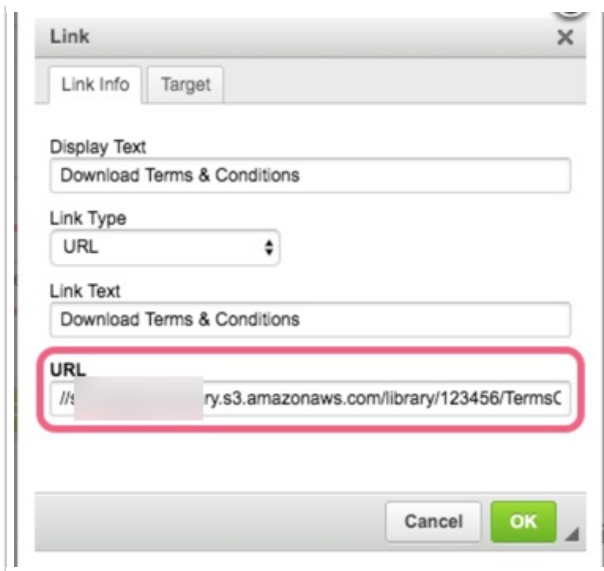 Link
Link Info Target
Display Text
Download Terms & Conditions
Link Type
URL
Link Text
Download Terms & Conditions
URL
ry.s3.amazonaws.com/library/123456/Terms
Cancel OK